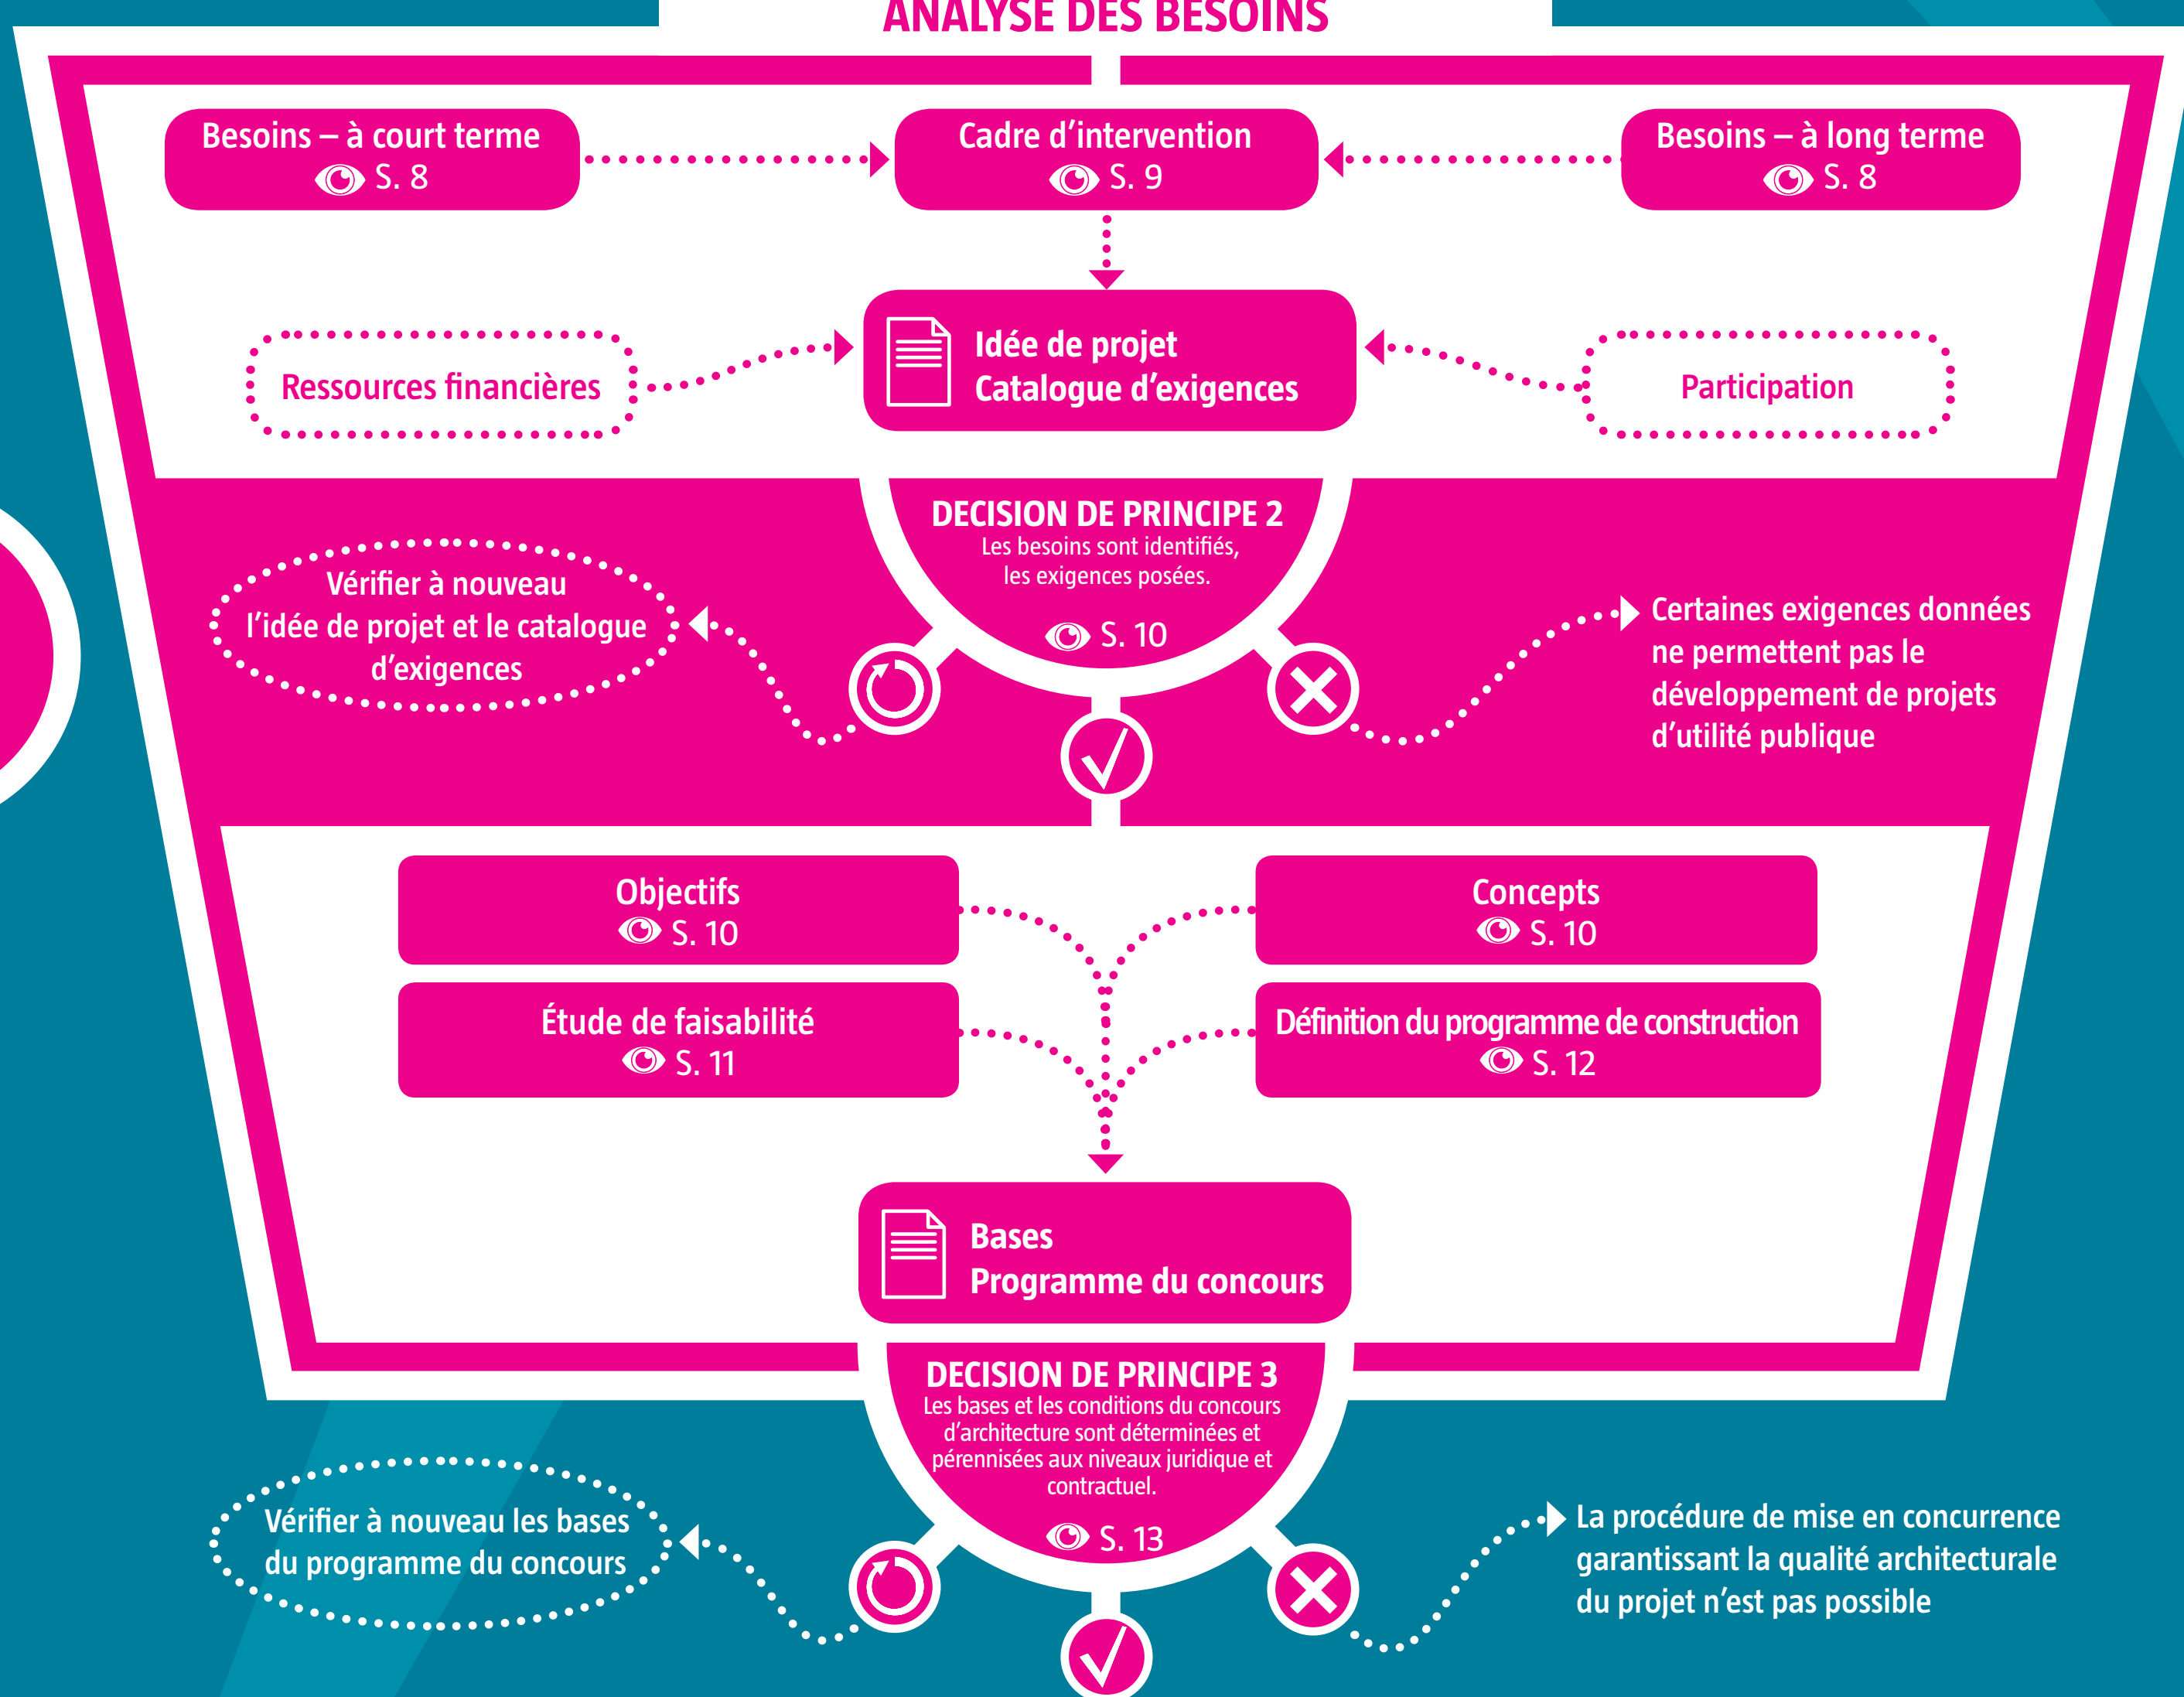 ANALYSE DES BESOINS
Besoins – à court terme
S. 8
Cadre d'intervention
S. 9
Besoins – à long terme
S. 8
Ressources financières
Idée de projet
Catalogue d'exigences
Participation
DECISION DE PRINCIPE 2
Les besoins sont identifiés,
les exigences posées.
S. 10
Vérifier à nouveau
l'idée de projet et le catalogue
d'exigences
Certaines exigences données
ne permettent pas le
développement de projets
d'utilité publique
Objectifs
S. 10
Concepts
S. 10
Étude de faisabilité
S. 11
Définition du programme de construction
S. 12
Bases
Programme du concours
DECISION DE PRINCIPE 3
Les bases et les conditions du concours
d'architecture sont déterminées et
pérennisées aux niveaux juridique et
contractuel.
S. 13
Vérifier à nouveau les bases
du programme du concours
La procédure de mise en concurrence
garantissant la qualité architecturale
du projet n'est pas possible